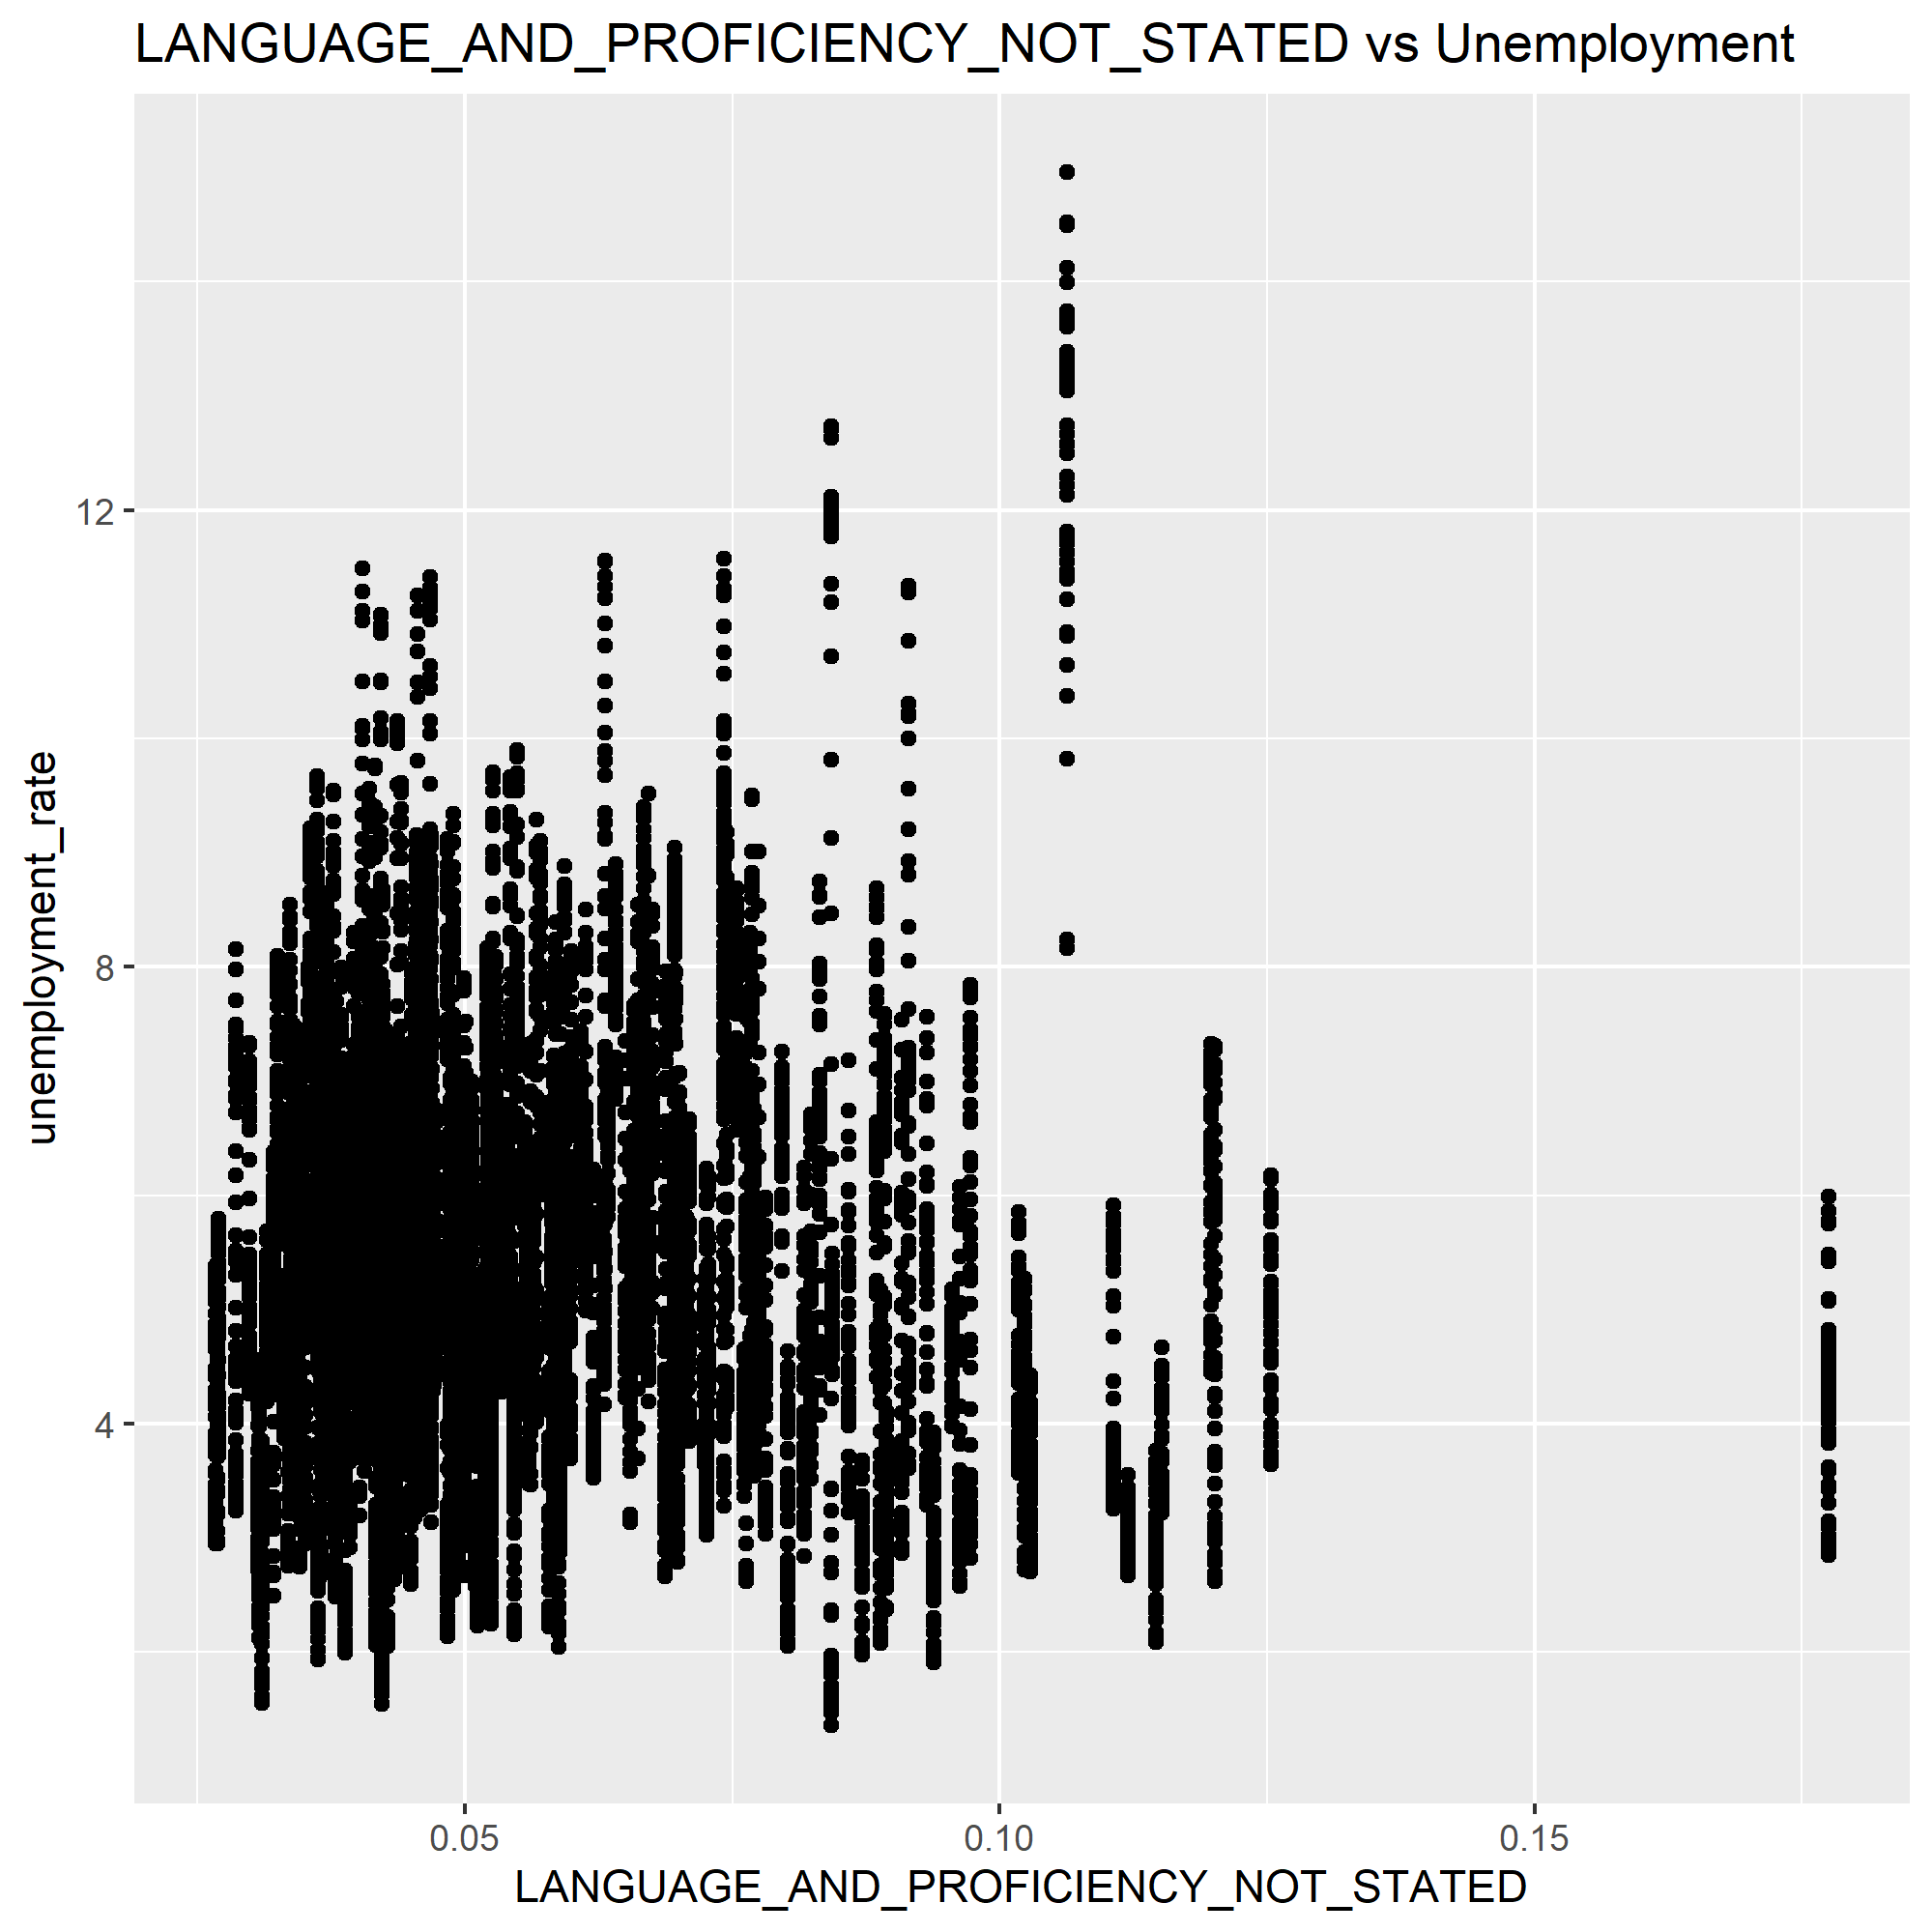 LANGUAGE_AND_PROFICIENCY_NOT_STATED vs Unemployment
12
8
4
unemployment_rate
0.05 0.10 0.15
LANGUAGE_AND_PROFICIENCY_NOT_STATED